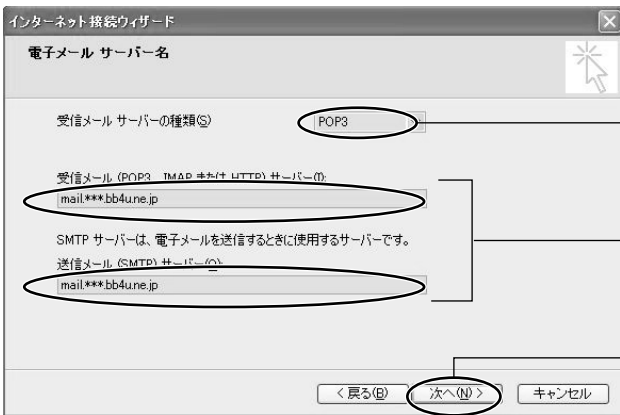 インターネット接続ウィザード
電子メール サーバー名
受信メール サーバーの種類(S) POP3
受信メール (POP3、IMAP または HTTP) サーバー(I):
mail.***.bb4u.ne.jp
SMTP サーバーは、電子メールを送信するときに使用するサーバーです。
送信メール (SMTP) サーバー(O):
mail.***.bb4u.ne.jp
< 戻る(B) 次へ(N) > キャンセル